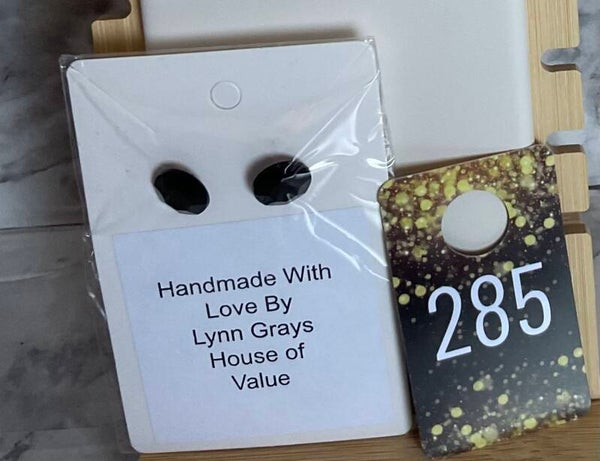 Handmade With
Love By
Lynn Grays
House of
Value
285